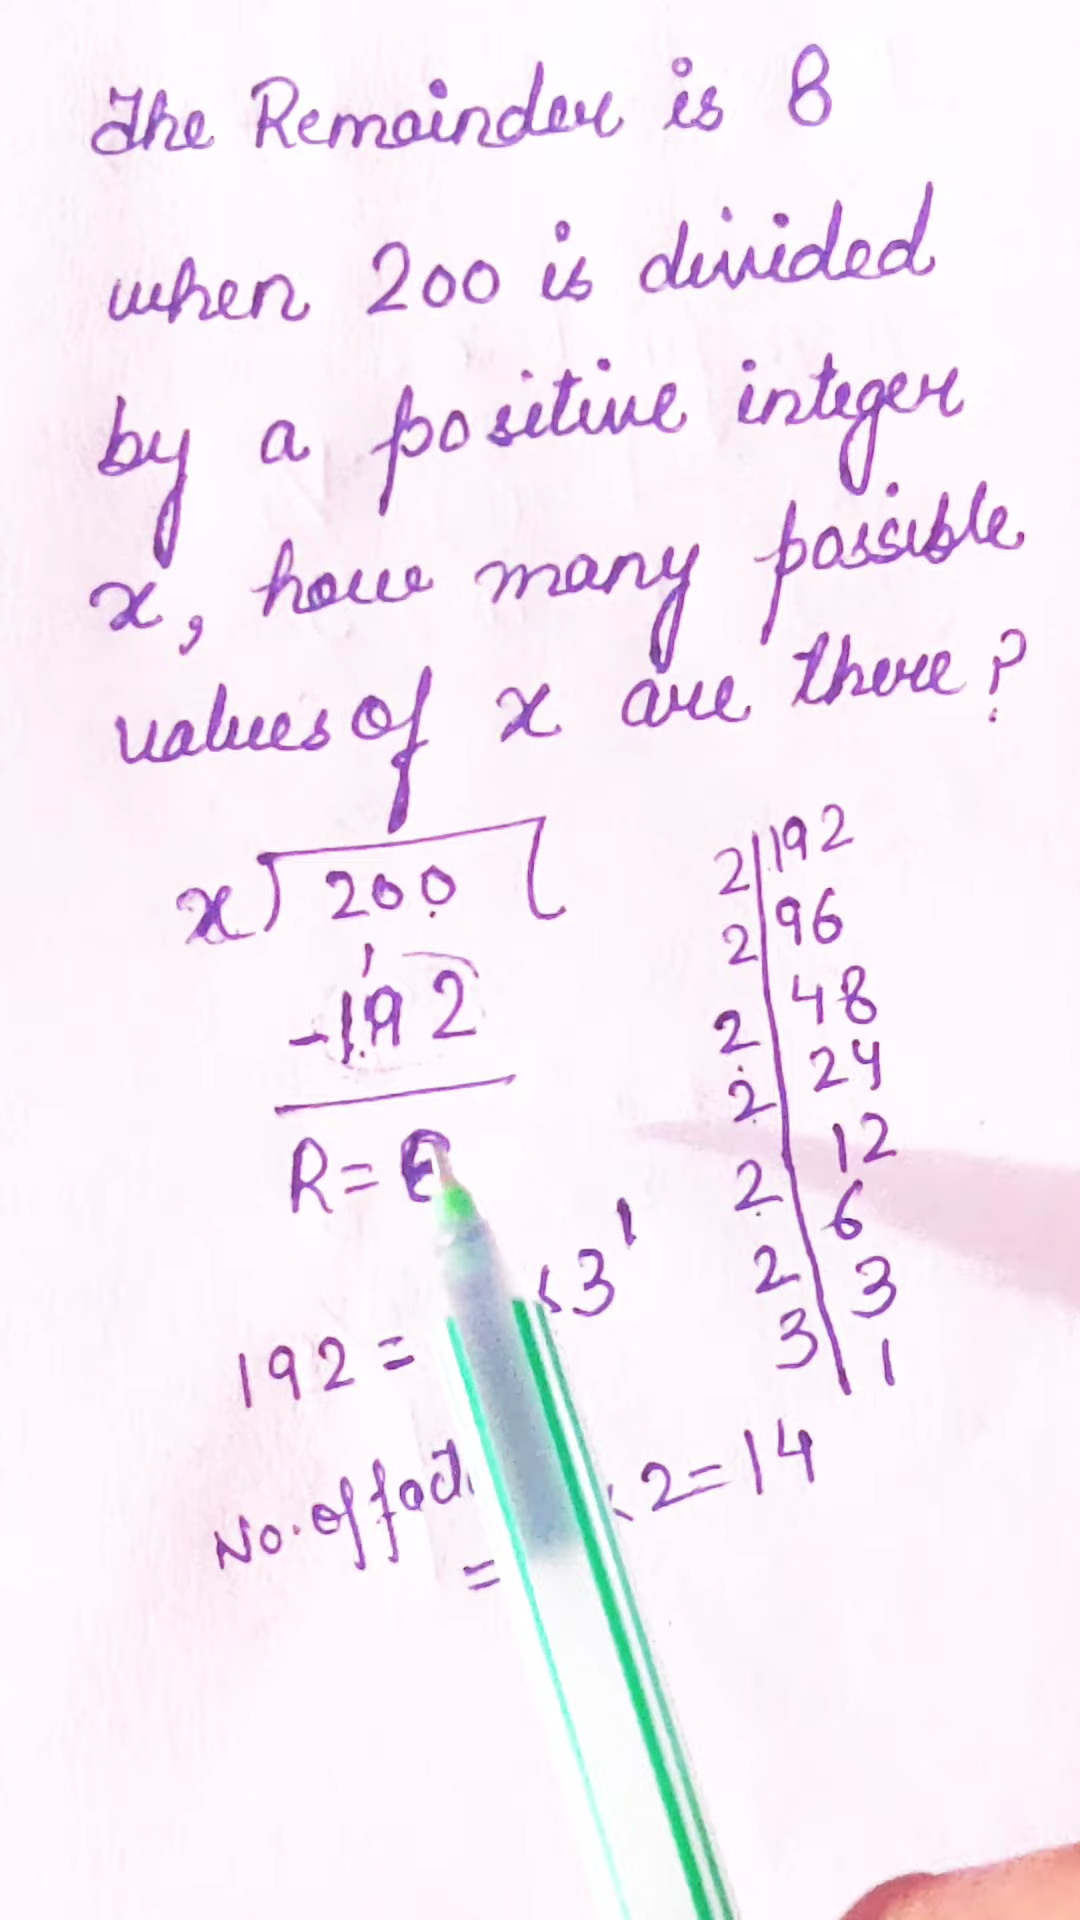 The Remainder is 8
when 200 is divided
by a positive integer
x, how many possible
values of x are there?
x) 200 (
1
-192
R=
192 = 3¹
No. of fact 2=14
=
2|192
2|96
2|48
2|24
2|12
2|6
3|3
1